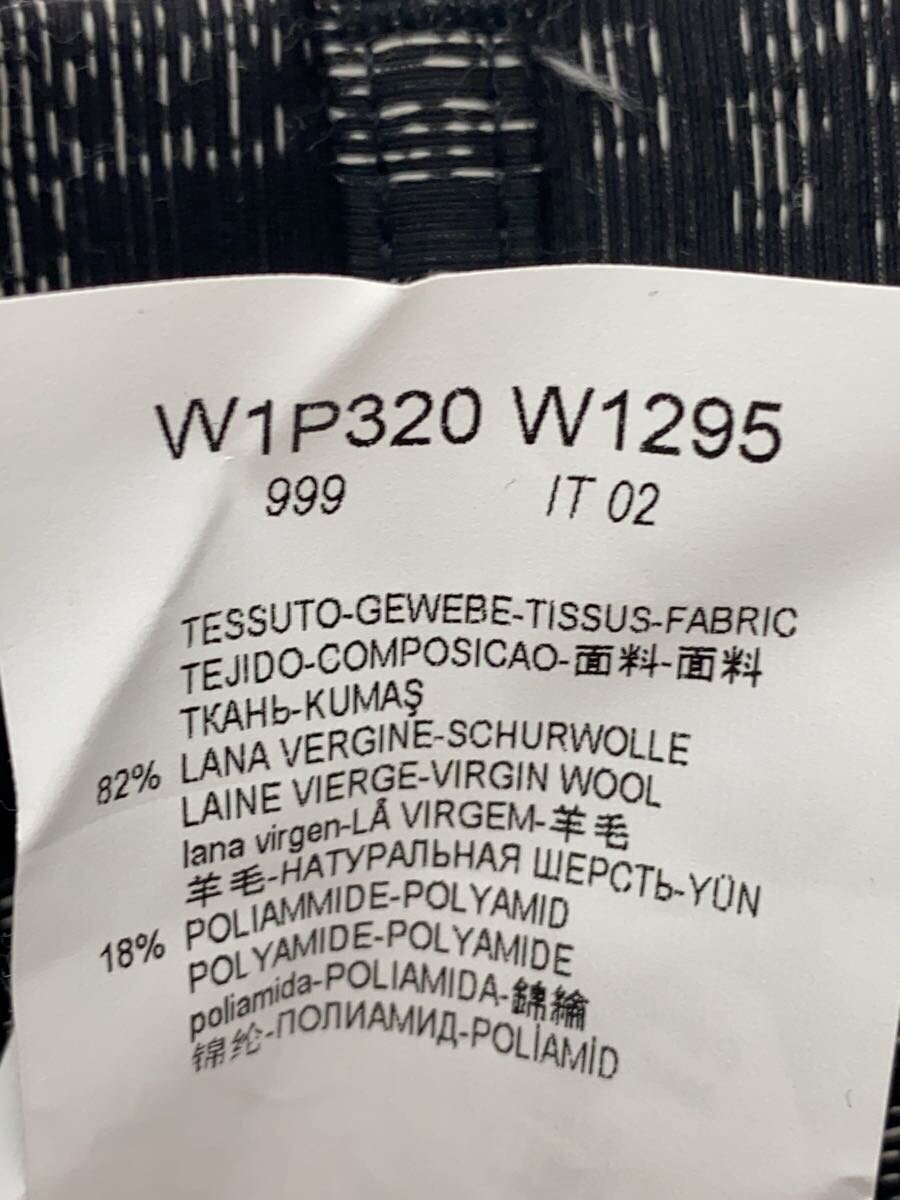 W1P320 W1295
999 IT 02
TESSUTO-GEWEBE-TISSUS-FABRIC
TEJIDO-COMPOSICAO-面料-面料
ТКАНЬ-KUMAŞ
82% LANA VERGINE-SCHURWOLLE
LAINE VIERGE-VIRGIN WOOL
lana virgen-LÃ VIRGEM-羊毛
羊毛-НАТУРАЛЬНАЯ ШЕРСТЬ-YÜN
18% POLIAMMIDE-POLYAMID
POLYAMIDE-POLYAMIDE
poliamida-POLIAMIDA-錦綸
锦纶-ПОЛИАМИД-POLİAMİD